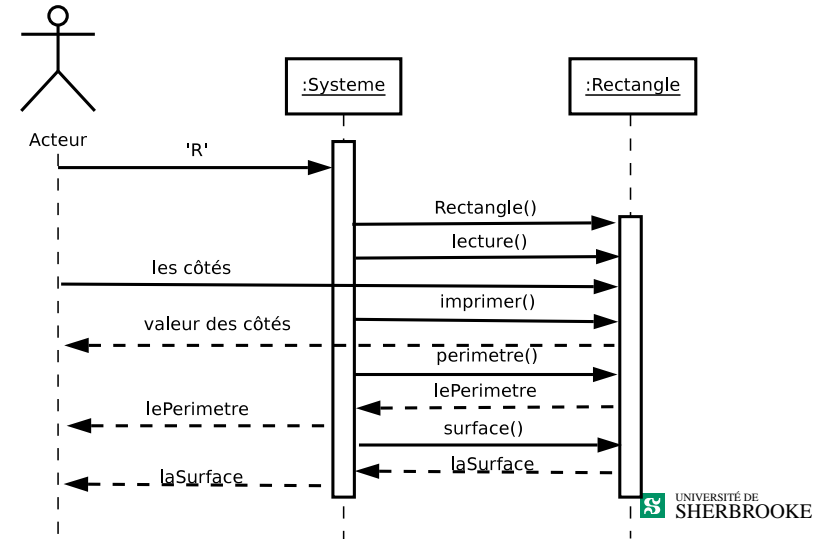 :Systeme
:Rectangle
Acteur
'R'
Rectangle()
lecture()
les côtés
imprimer()
valeur des côtés
perimetre()
lePerimetre
lePerimetre
surface()
laSurface
laSurface
UNIVERSITÉ DE
SHERBROOKE